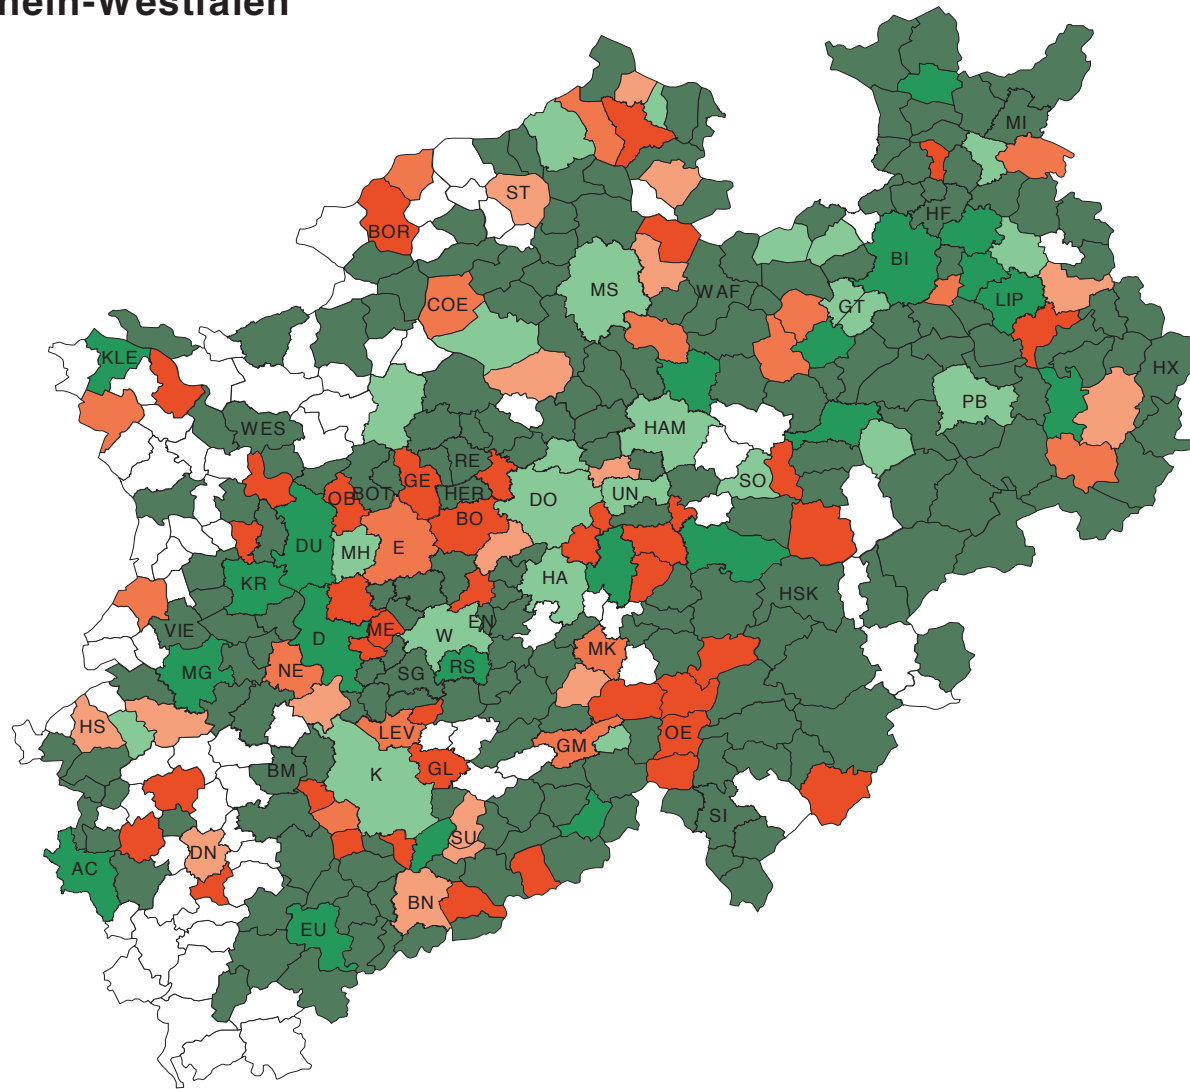 hein-Westfalen
MI
ST
HF
BOR
BI
MS
WAF
LIP
COE
GT
KLE
HX
PB
WES
HAM
RE
GE
SO
OB
BOT
HER
UN
DO
BO
DU
MH
E
HA
KR
HSK
EN
VIE
D
ME
W
MK
MG
NE
SG
RS
HS
LEV
OE
GM
BM
K
GL
SI
SU
DN
AC
BN
EU